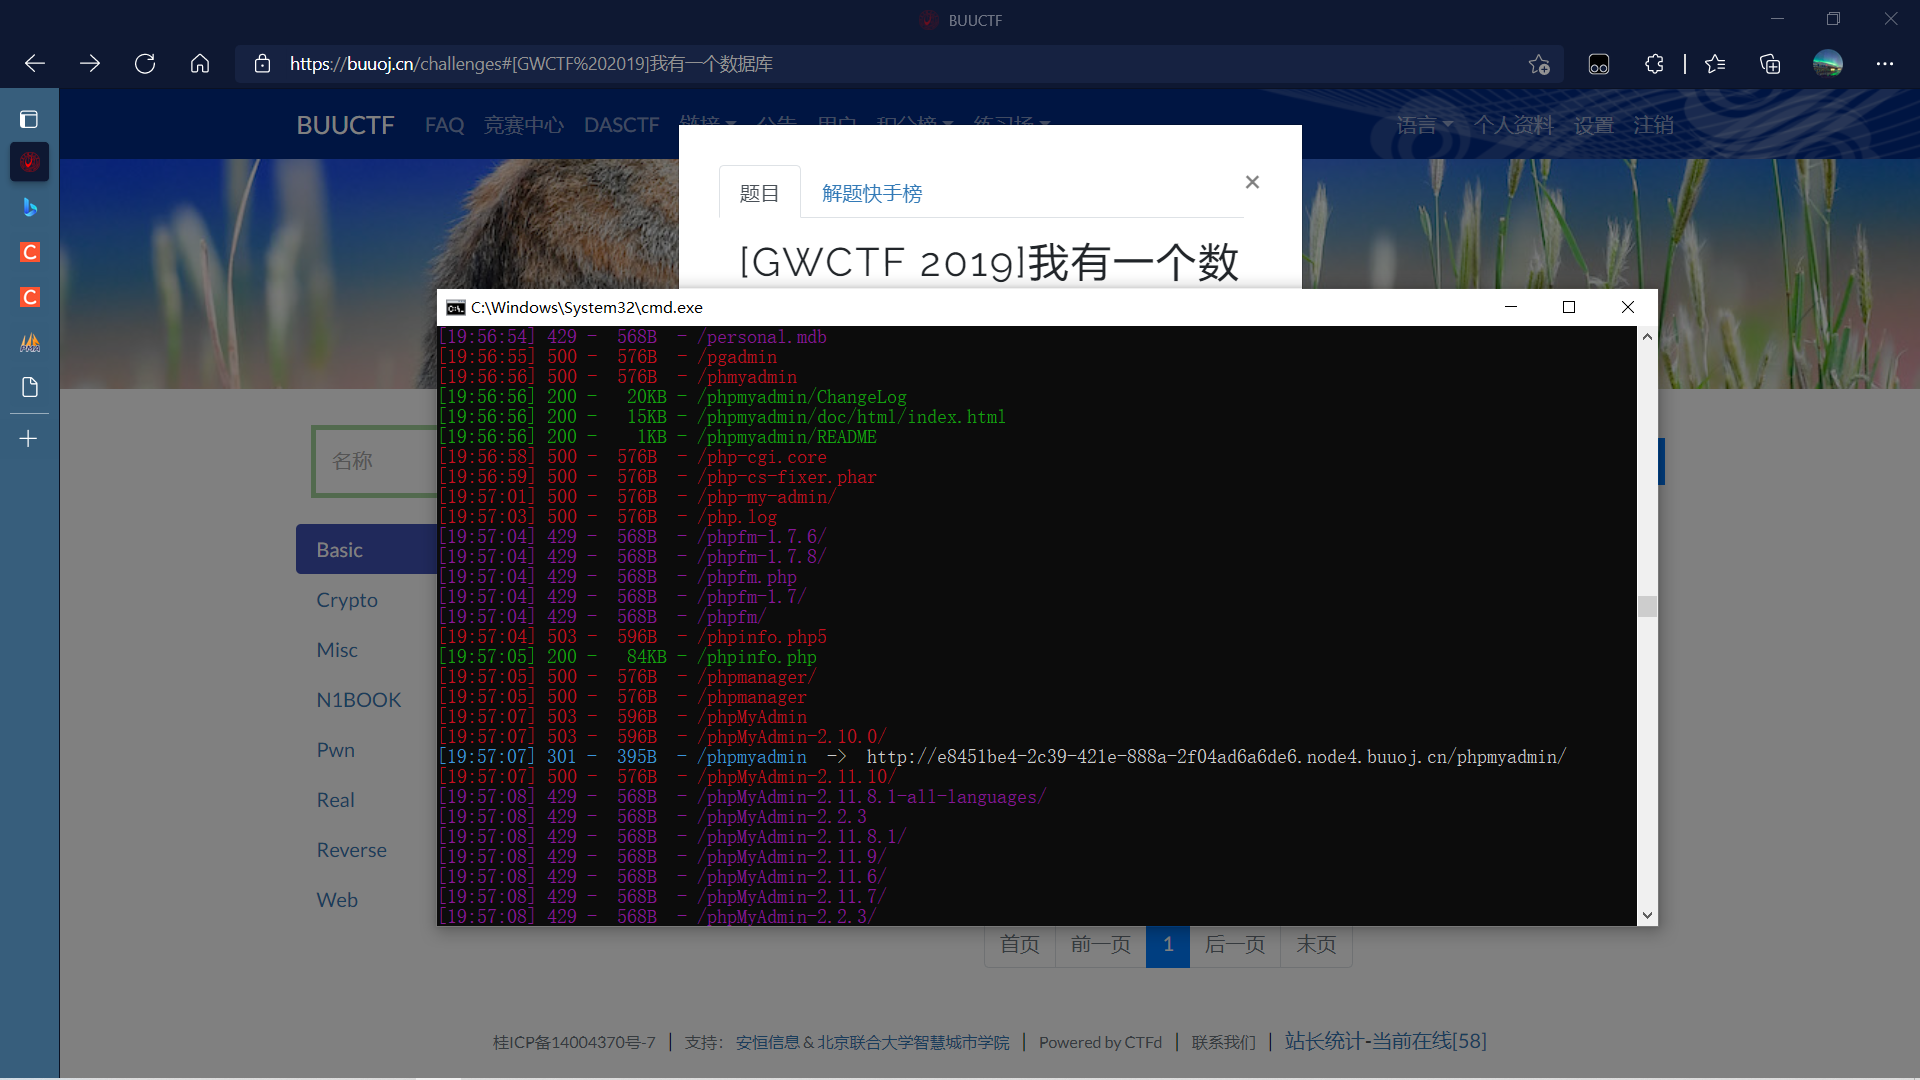 BUUCTF
https://buuoj.cn/challenges#[GWCTF%202019]我有一个数据库
BUUCTF FAQ 竞赛中心 DASCTF 链接 公告 用户 积分榜 练习场 语言 个人资料 设置 注销
题目 解题快手榜 ×
[GWCTF 2019]我有一个数
C:\Windows\System32\cmd.exe
[19:56:54] 429 - 568B - /personal.mdb
[19:56:55] 500 - 576B - /pgadmin
[19:56:56] 500 - 576B - /phmyadmin
[19:56:56] 200 - 20KB - /phpmyadmin/ChangeLog
[19:56:56] 200 - 15KB - /phpmyadmin/doc/html/index.html
[19:56:56] 200 - 1KB - /phpmyadmin/README
[19:56:58] 500 - 576B - /php-cgi.core
[19:56:59] 500 - 576B - /php-cs-fixer.phar
[19:57:01] 500 - 576B - /php-my-admin/
[19:57:03] 500 - 576B - /php.log
[19:57:04] 429 - 568B - /phpfm-1.7.6/
[19:57:04] 429 - 568B - /phpfm-1.7.8/
[19:57:04] 429 - 568B - /phpfm.php
[19:57:04] 429 - 568B - /phpfm-1.7/
[19:57:04] 429 - 568B - /phpfm/
[19:57:04] 503 - 596B - /phpinfo.php5
[19:57:05] 200 - 84KB - /phpinfo.php
[19:57:05] 500 - 576B - /phpmanager/
[19:57:05] 500 - 576B - /phpmanager
[19:57:07] 503 - 596B - /phpMyAdmin
[19:57:07] 503 - 596B - /phpMyAdmin-2.10.0/
[19:57:07] 301 - 395B - /phpmyadmin -> http://e8451be4-2c39-421e-888a-2f04ad6a6de6.node4.buuoj.cn/phpmyadmin/
[19:57:07] 500 - 576B - /phpMyAdmin-2.11.10/
[19:57:08] 429 - 568B - /phpMyAdmin-2.11.8.1-all-languages/
[19:57:08] 429 - 568B - /phpMyAdmin-2.2.3
[19:57:08] 429 - 568B - /phpMyAdmin-2.11.8.1/
[19:57:08] 429 - 568B - /phpMyAdmin-2.11.9/
[19:57:08] 429 - 568B - /phpMyAdmin-2.11.6/
[19:57:08] 429 - 568B - /phpMyAdmin-2.11.7/
[19:57:08] 429 - 568B - /phpMyAdmin-2.2.3/
名称
Basic
Crypto
Misc
N1BOOK
Pwn
Real
Reverse
Web
首页 前一页 1 后一页 末页
桂ICP备14004370号-7 | 支持： 安恒信息 & 北京联合大学智慧城市学院 | Powered by CTFd | 联系我们 | 站长统计-当前在线[58]